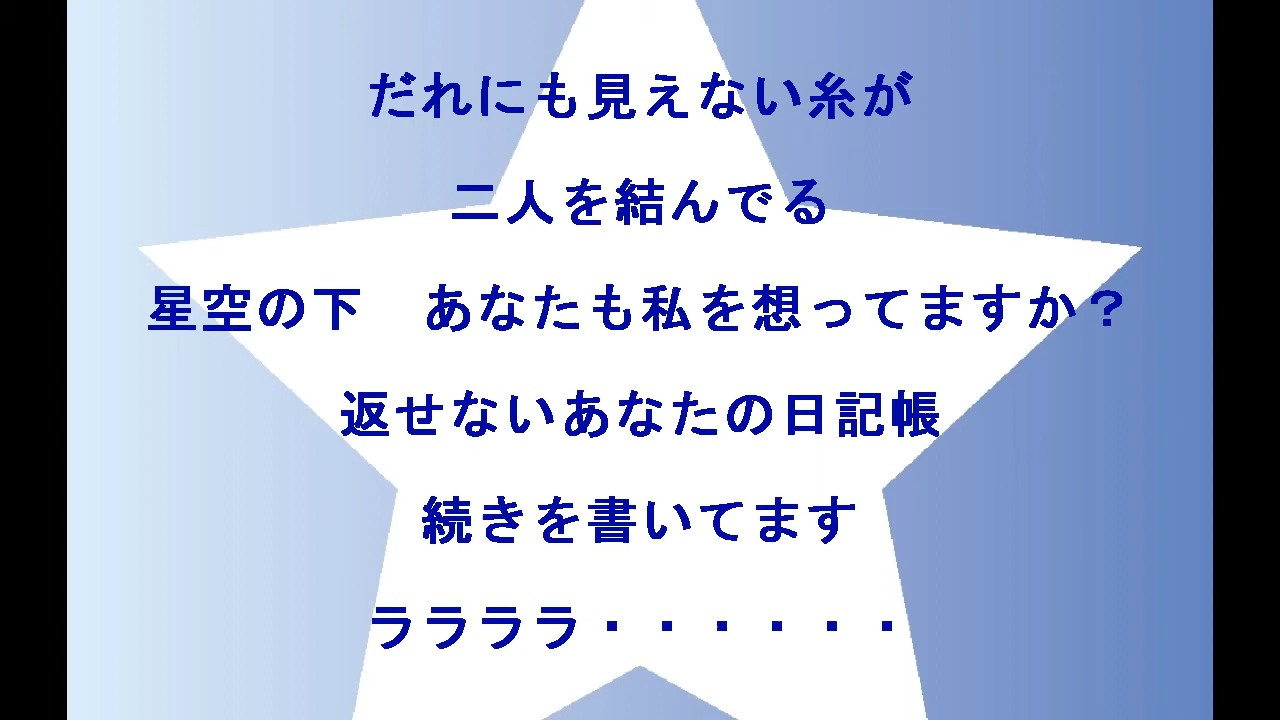 だれにも見えない糸が
二人を結んでる
星空の下　あなたも私を想ってますか？
返せないあなたの日記帳
続きを書いてます
ララララ・・・・・・